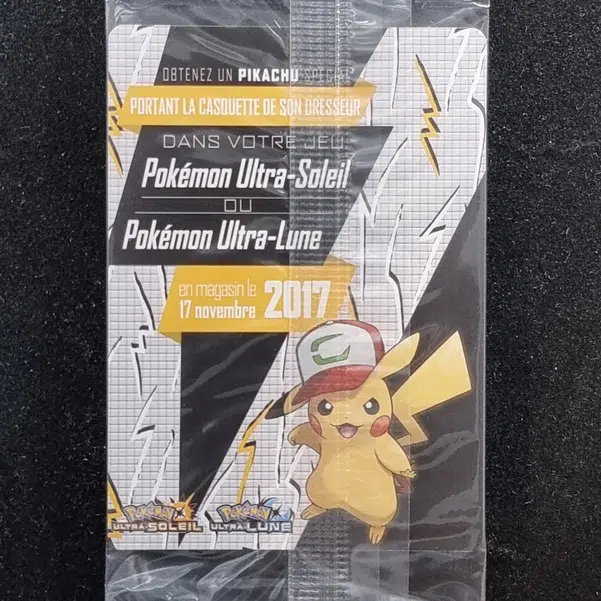 OBTENEZ UN PIKACHU SPÉCIAL
PORTANT LA CASQUETTE DE SON DRESSEUR
DANS VOTRE JEU
Pokémon Ultra-Soleil
OU
Pokémon Ultra-Lune
en magasin le
17 novembre 2017
POKÉMON
ULTRA-SOLEIL
POKÉMON
ULTRA-LUNE